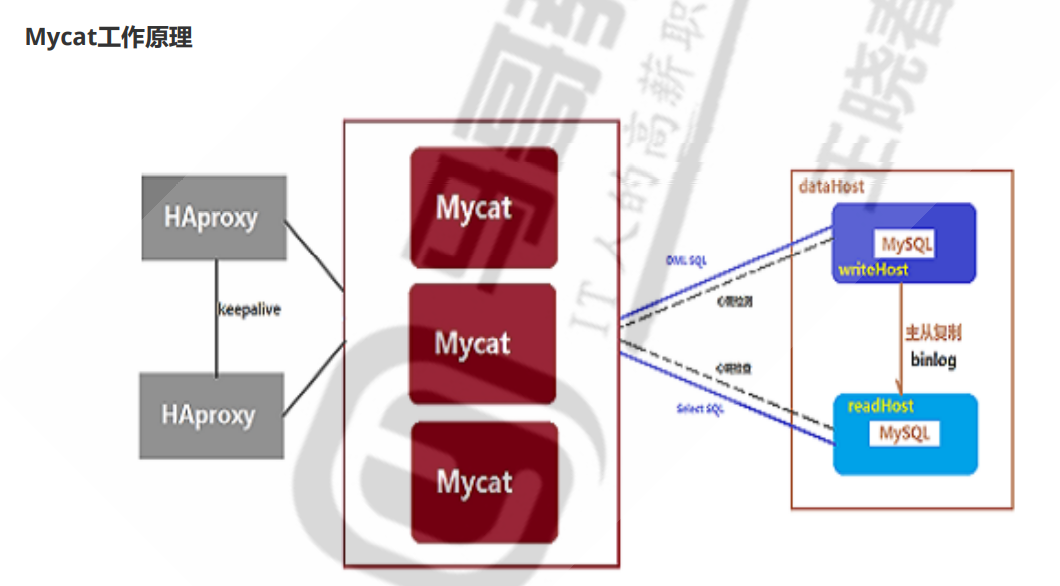 Mycat工作原理
HAproxy
keepalive
HAproxy
Mycat
Mycat
Mycat
DML SQL
心跳检测
心跳检查
Select SQL
dataHost
MySQL
writeHost
主从复制
binlog
readHost
MySQL
IT人的高薪职
王晓春